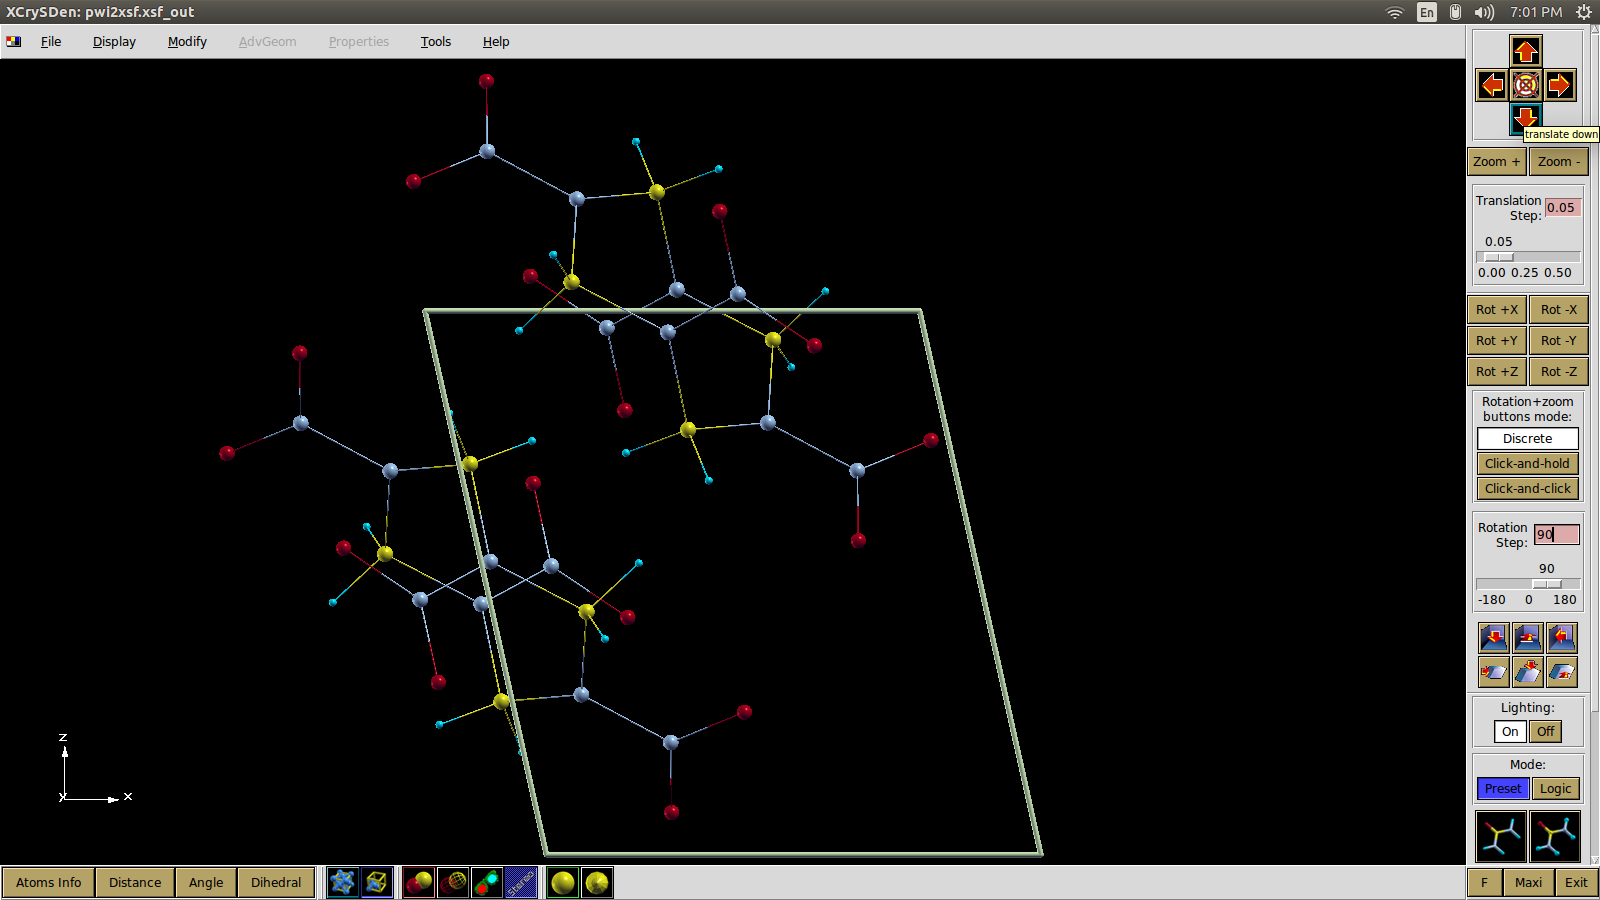 XCrySDen: pwi2xsf.xsf_out
En
7:01 PM
File Display Modify AdvGeom Properties Tools Help
translate down
Zoom + Zoom -
Translation
Step: 0.05
0.05
0.00 0.25 0.50
Rot +X Rot -X
Rot +Y Rot -Y
Rot +Z Rot -Z
Rotation+zoom
buttons mode:
Discrete
Click-and-hold
Click-and-click
Rotation
Step: 90
90
-180 0 180
Lighting:
On Off
Mode:
Preset Logic
z
Y x
Atoms Info Distance Angle Dihedral
Stereo
F Maxi Exit